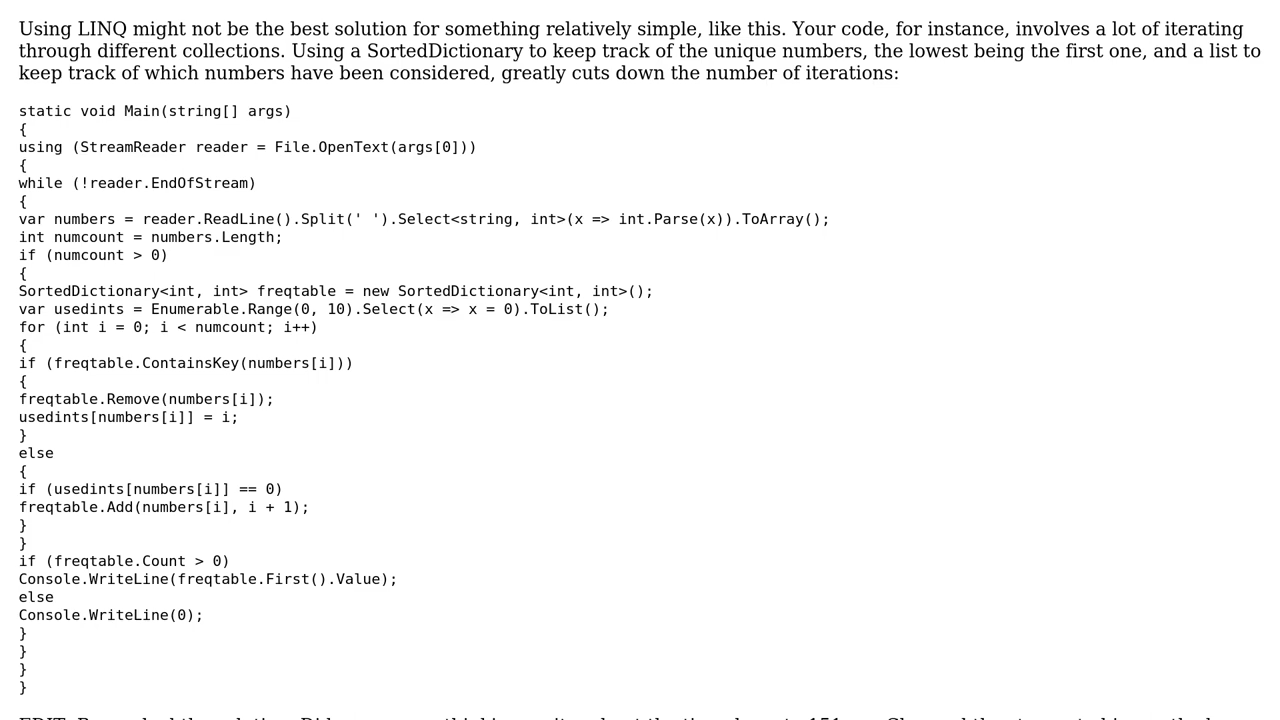 Using LINQ might not be the best solution for something relatively simple, like this. Your code, for instance, involves a lot of iterating
through different collections. Using a SortedDictionary to keep track of the unique numbers, the lowest being the first one, and a list to
keep track of which numbers have been considered, greatly cuts down the number of iterations:
static void Main(string[] args)
{
using (StreamReader reader = File.OpenText(args[0]))
{
while (!reader.EndOfStream)
{
var numbers = reader.ReadLine().Split(' ').Select<string, int>(x => int.Parse(x)).ToArray();
int numcount = numbers.Length;
if (numcount > 0)
{
SortedDictionary<int, int> freqtable = new SortedDictionary<int, int>();
var usedints = Enumerable.Range(0, 10).Select(x => x = 0).ToList();
for (int i = 0; i < numcount; i++)
{
if (freqtable.ContainsKey(numbers[i]))
{
freqtable.Remove(numbers[i]);
usedints[numbers[i]] = i;
}
else
{
if (usedints[numbers[i]] == 0)
freqtable.Add(numbers[i], i + 1);
}
}
if (freqtable.Count > 0)
Console.WriteLine(freqtable.First().Value);
else
Console.WriteLine(0);
}
}
}
}